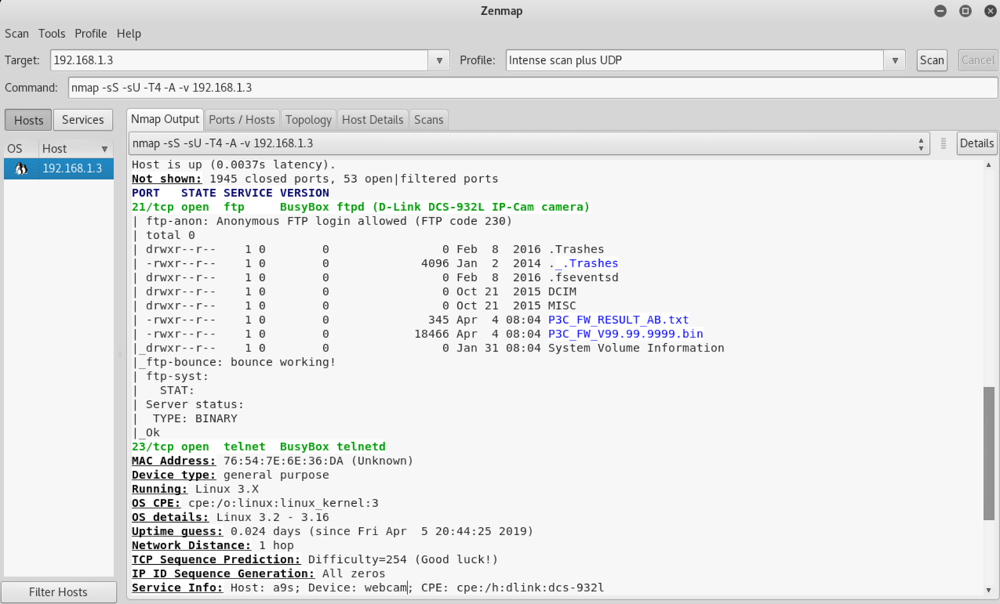 Zenmap
Scan Tools Profile Help
Target: 192.168.1.3 Profile: Intense scan plus UDP Scan Cancel
Command: nmap -sS -sU -T4 -A -v 192.168.1.3
Hosts Services Nmap Output Ports / Hosts Topology Host Details Scans
nmap -sS -sU -T4 -A -v 192.168.1.3 Details
OS Host
192.168.1.3
Host is up (0.0037s latency).
Not shown: 1945 closed ports, 53 open|filtered ports
PORT   STATE SERVICE VERSION
21/tcp open  ftp     BusyBox ftpd (D-Link DCS-932L IP-Cam camera)
| ftp-anon: Anonymous FTP login allowed (FTP code 230)
| total 0
| drwxr--r--    1 0        0                0 Feb  8  2016 .Trashes
| -rwxr--r--    1 0        0             4096 Jan  2  2014 ._.Trashes
| drwxr--r--    1 0        0                0 Feb  8  2016 .fseventsd
| drwxr--r--    1 0        0                0 Oct 21  2015 DCIM
| drwxr--r--    1 0        0                0 Oct 21  2015 MISC
| -rwxr--r--    1 0        0              345 Apr  4 08:04 P3C_FW_RESULT_AB.txt
| -rwxr--r--    1 0        0            18466 Apr  4 08:04 P3C_FW_V99.99.9999.bin
|_drwxr--r--    1 0        0                0 Jan 31 08:04 System Volume Information
|_ftp-bounce: bounce working!
| ftp-syst:
|   STAT:
| Server status:
|  TYPE: BINARY
|_Ok
23/tcp open  telnet  BusyBox telnetd
MAC Address: 76:54:7E:6E:36:DA (Unknown)
Device type: general purpose
Running: Linux 3.X
OS CPE: cpe:/o:linux:linux_kernel:3
OS details: Linux 3.2 - 3.16
Uptime guess: 0.024 days (since Fri Apr  5 20:44:25 2019)
Network Distance: 1 hop
TCP Sequence Prediction: Difficulty=254 (Good luck!)
IP ID Sequence Generation: All zeros
Service Info: Host: a9s; Device: webcam; CPE: cpe:/h:dlink:dcs-932l
Filter Hosts